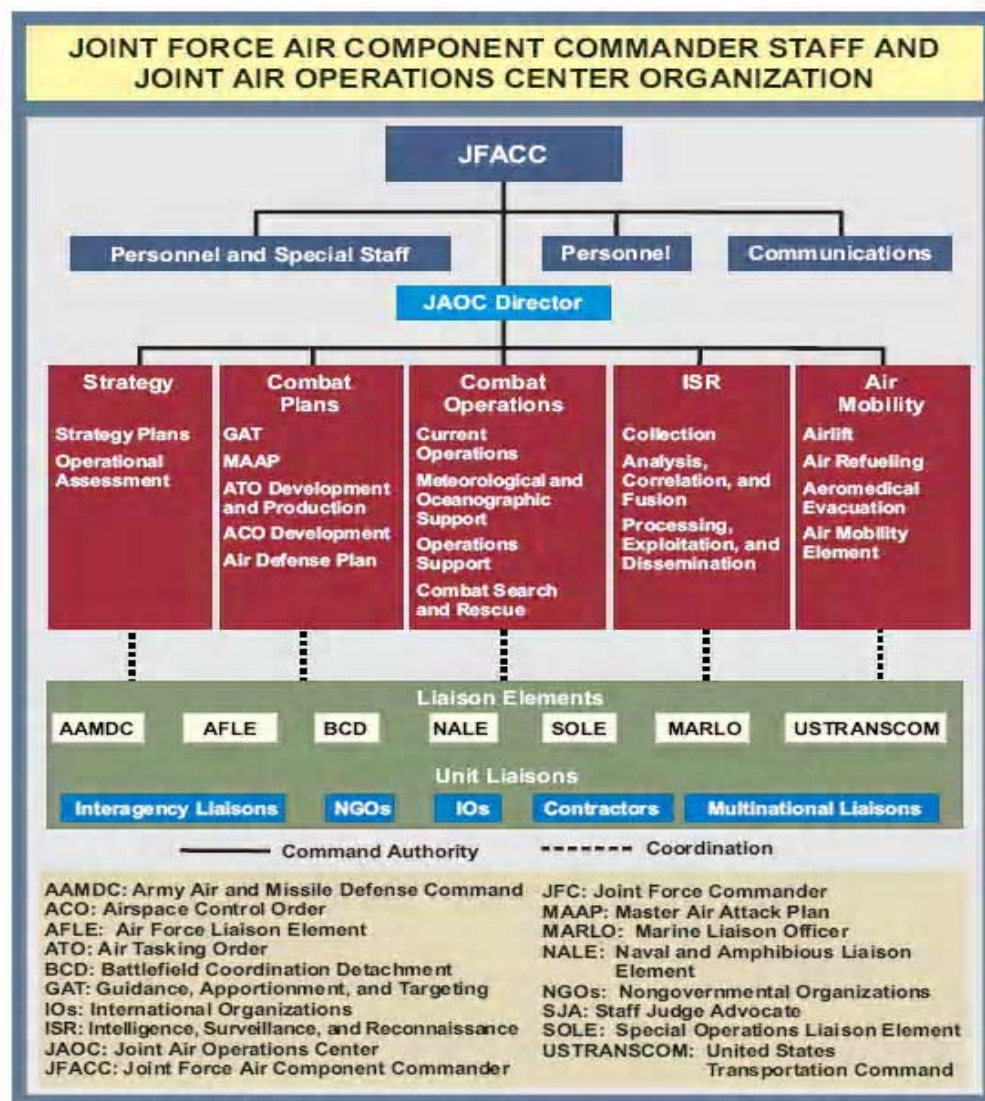 JOINT FORCE AIR COMPONENT COMMANDER STAFF AND
JOINT AIR OPERATIONS CENTER ORGANIZATION
JFACC
Personnel and Special Staff
Personnel
Communications
JAOC Director
Strategy
Strategy Plans
Operational
Assessment
Combat
Plans
GAT
MAAP
ATO Development
and Production
ACO Development
Air Defense Plan
Combat
Operations
Current
Operations
Meteorological and
Oceanographic
Support
Operations
Support
Combat Search
and Rescue
ISR
Collection
Analysis,
Correlation, and
Fusion
Processing,
Exploitation, and
Dissemination
Air
Mobility
Airlift
Air Refueling
Aeromedical
Evacuation
Air Mobility
Element
Liaison Elements
AAMDC
AFLE
BCD
NALE
SOLE
MARLO
USTRANSCOM
Unit Liaisons
Interagency Liaisons
NGOs
IOs
Contractors
Multinational Liaisons
Command Authority
Coordination
AAMDC: Army Air and Missile Defense Command
ACO: Airspace Control Order
AFLE: Air Force Liaison Element
ATO: Air Tasking Order
BCD: Battlefield Coordination Detachment
GAT: Guidance, Apportionment, and Targeting
IOs: International Organizations
ISR: Intelligence, Surveillance, and Reconnaissance
JAOC: Joint Air Operations Center
JFACC: Joint Force Air Component Commander
JFC: Joint Force Commander
MAAP: Master Air Attack Plan
MARLO: Marine Liaison Officer
NALE: Naval and Amphibious Liaison
Element
NGOs: Nongovernmental Organizations
SJA: Staff Judge Advocate
SOLE: Special Operations Liaison Element
USTRANSCOM: United States
Transportation Command